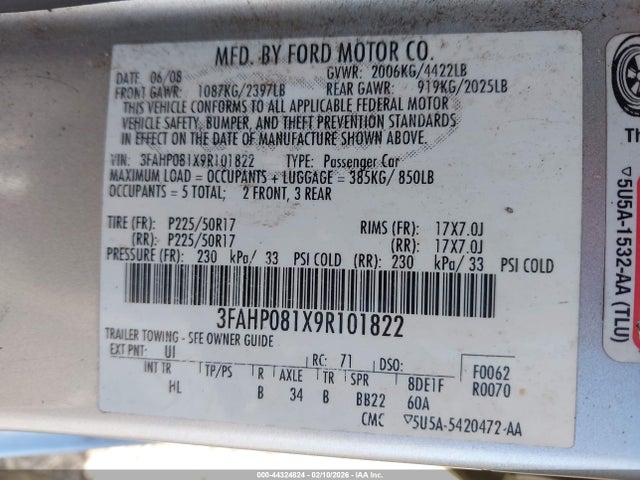 MFD. BY FORD MOTOR CO.
DATE 06/08 GVWR: 2006KG/4422LB
FRONT GAWR: 1087KG/2397LB REAR GAWR: 919KG/2025LB
THIS VEHICLE CONFORMS TO ALL APPLICABLE FEDERAL MOTOR
VEHICLE SAFETY, BUMPER, AND THEFT PREVENTION STANDARDS
IN EFFECT ON THE DATE OF MANUFACTURE SHOWN ABOVE.
VIN: 3FAHP081X9R101822 TYPE: Passenger Car
MAXIMUM LOAD = OCCUPANTS + LUGGAGE = 385KG/ 850LB
OCCUPANTS = 5 TOTAL; 2 FRONT, 3 REAR
TIRE (FR): P225/50R17 RIMS (FR): 17X7.0J
(RR): P225/50R17 (RR): 17X7.0J
PRESSURE (FR): 230 kPa/ 33 PSI COLD (RR): 230 kPa/ 33 PSI COLD
3FAHP081X9R101822
TRAILER TOWING - SEE OWNER GUIDE
EXT PNT: UI RC: 71 DSO: F0062
INT TR TP/PS R AXLE TR SPR 8DE1F R0070
HL B 34 B BB22 60A
CMC ▽5U5A-5420472-AA
▽5U5A-1532-AA (TLU)
000-44324824 - 02/10/2026 - IAAI.COM